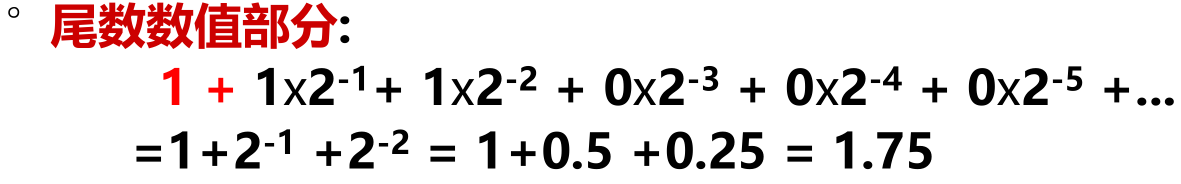 ° 尾数数值部分:
1 + 1x2⁻¹+ 1x2⁻² + 0x2⁻³ + 0x2⁻⁴ + 0x2⁻⁵ +...
=1+2⁻¹ +2⁻² = 1+0.5 +0.25 = 1.75